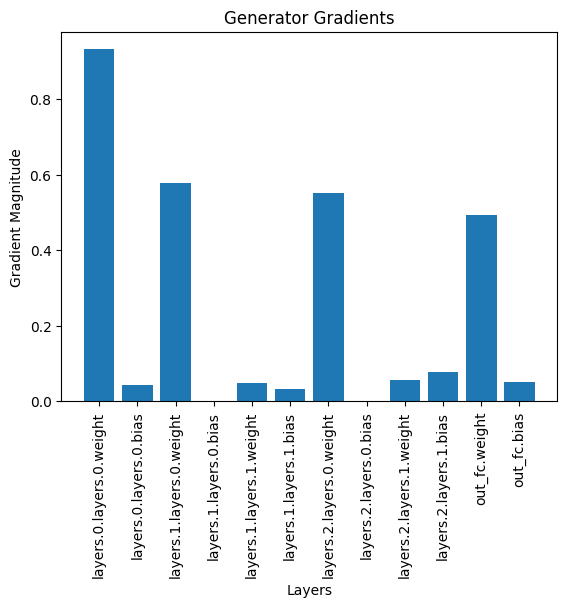 Generator Gradients
Gradient Magnitude
0.8
0.6
0.4
0.2
0.0
layers.0.layers.0.weight
layers.0.layers.0.bias
layers.1.layers.0.weight
layers.1.layers.0.bias
layers.1.layers.1.weight
layers.1.layers.1.bias
layers.2.layers.0.weight
layers.2.layers.0.bias
layers.2.layers.1.weight
layers.2.layers.1.bias
out_fc.weight
out_fc.bias
Layers